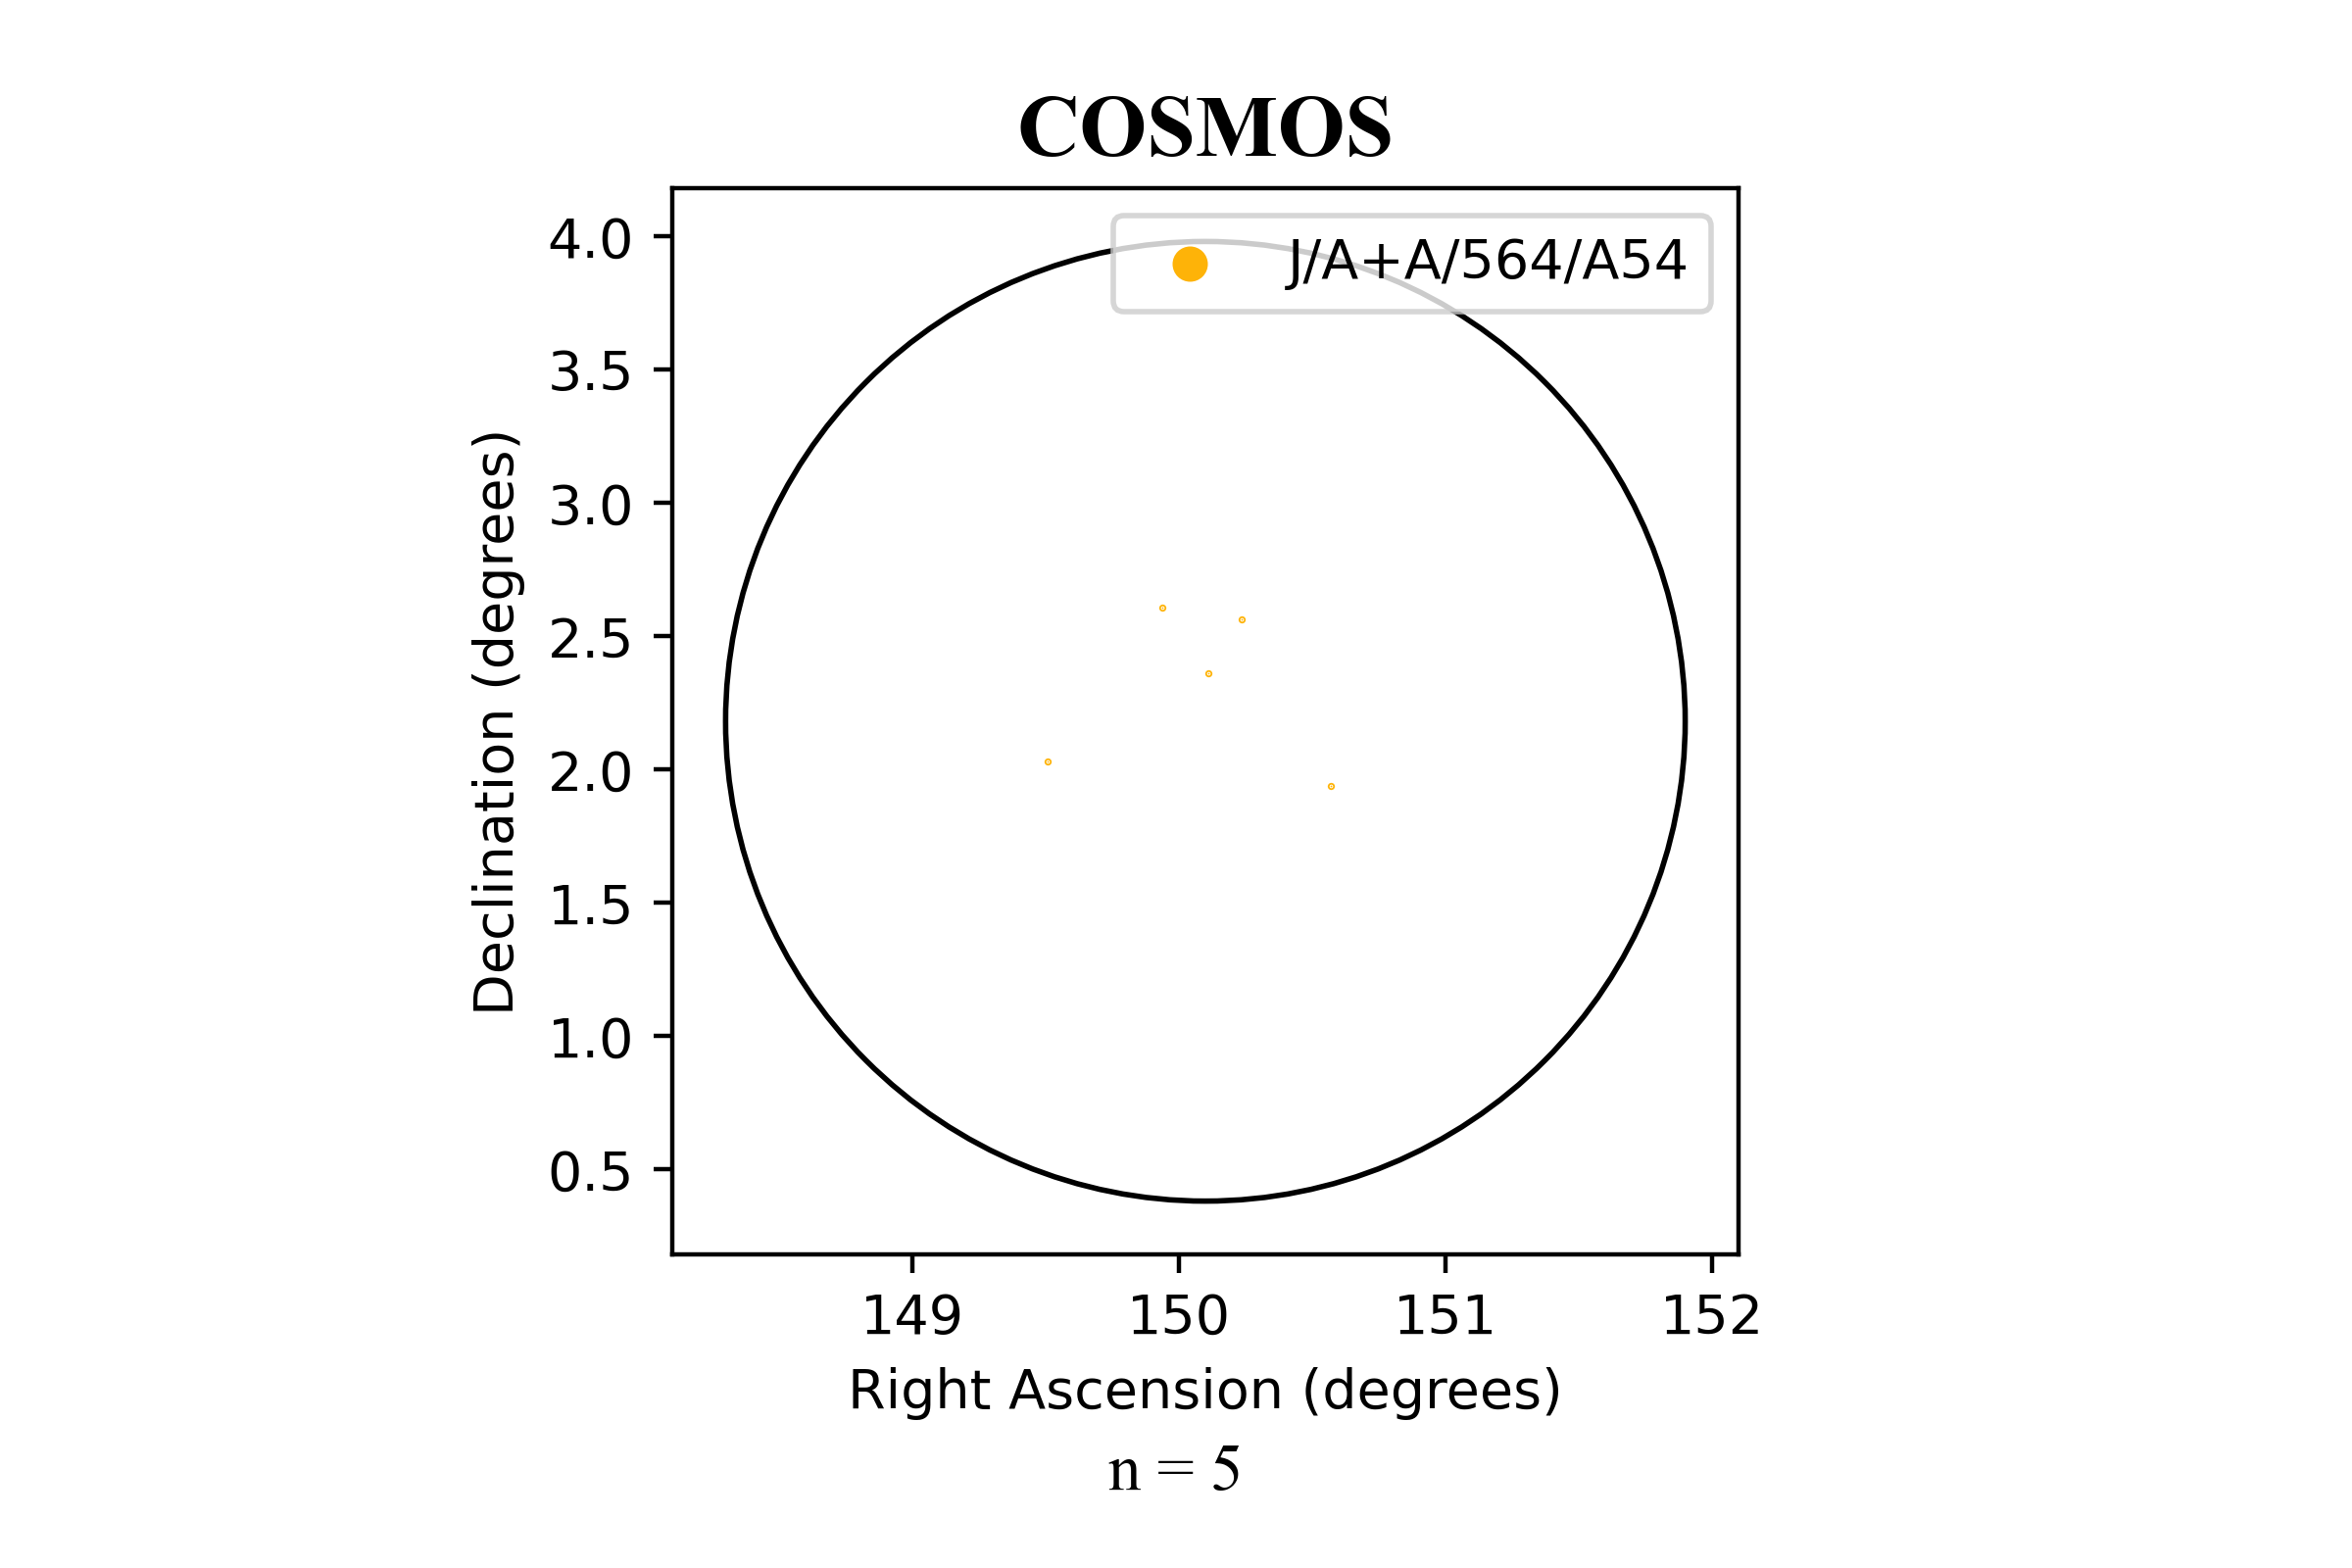 COSMOS
J/A+A/564/A54
4.0
3.5
3.0
2.5
2.0
1.5
1.0
0.5
Declination (degrees)
149 150 151 152
Right Ascension (degrees)
n = 5